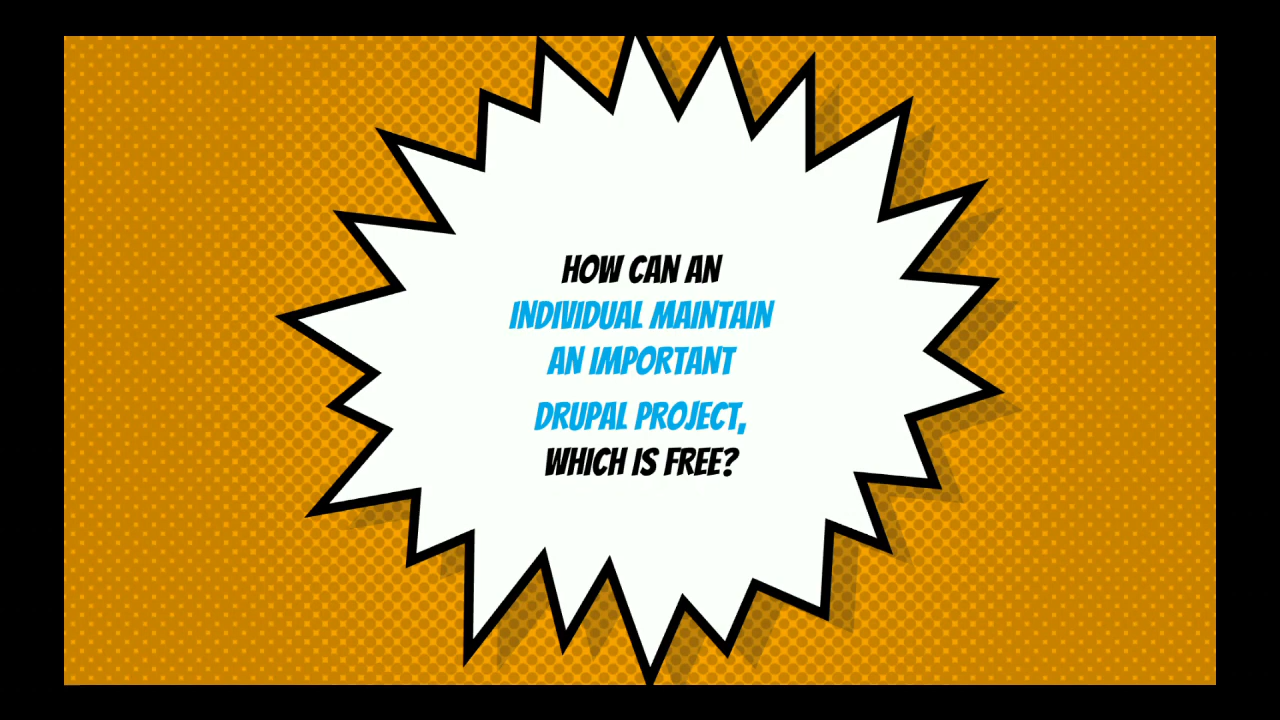 HOW CAN AN
INDIVIDUAL MAINTAIN
AN IMPORTANT
DRUPAL PROJECT,
WHICH IS FREE?